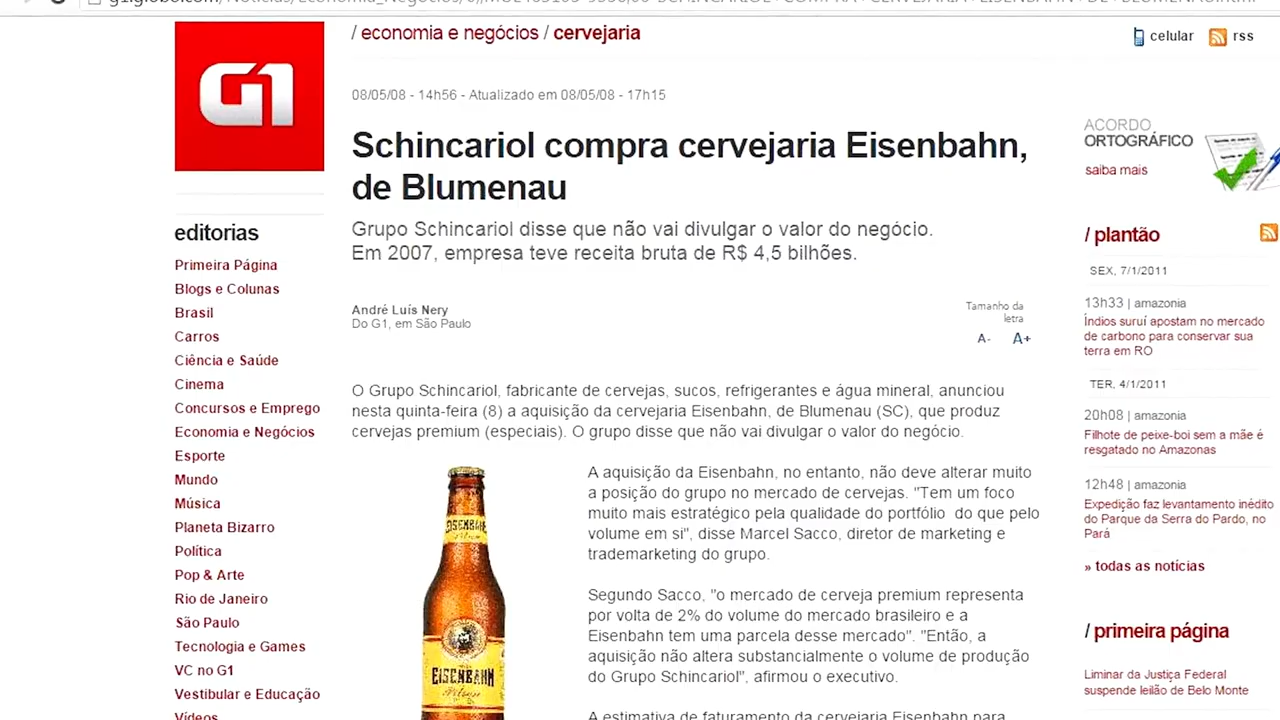 / economia e negócios / cervejaria
celular
rss
G1
08/05/08 - 14h56 - Atualizado em 08/05/08 - 17h15
Schincariol compra cervejaria Eisenbahn,
de Blumenau
Grupo Schincariol disse que não vai divulgar o valor do negócio.
Em 2007, empresa teve receita bruta de R$ 4,5 bilhões.
André Luís Nery
Do G1, em São Paulo
Tamanho da
letra
A- A+
O Grupo Schincariol, fabricante de cervejas, sucos, refrigerantes e água mineral, anunciou
nesta quinta-feira (8) a aquisição da cervejaria Eisenbahn, de Blumenau (SC), que produz
cervejas premium (especiais). O grupo disse que não vai divulgar o valor do negócio.
A aquisição da Eisenbahn, no entanto, não deve alterar muito
a posição do grupo no mercado de cervejas. "Tem um foco
muito mais estratégico pela qualidade do portfólio do que pelo
volume em si", disse Marcel Sacco, diretor de marketing e
trademarketing do grupo.
Segundo Sacco, "o mercado de cerveja premium representa
por volta de 2% do volume do mercado brasileiro e a
Eisenbahn tem uma parcela desse mercado". "Então, a
aquisição não altera substancialmente o volume de produção
do Grupo Schincariol", afirmou o executivo.
A estimativa de faturamento da cervejaria Eisenbahn para
EISENBAHN
EISENBAHN
Pilsen
editorias
Primeira Página
Blogs e Colunas
Brasil
Carros
Ciência e Saúde
Cinema
Concursos e Emprego
Economia e Negócios
Esporte
Mundo
Música
Planeta Bizarro
Política
Pop & Arte
Rio de Janeiro
São Paulo
Tecnologia e Games
VC no G1
Vestibular e Educação
Vídeos
ACORDO
ORTOGRÁFICO
saiba mais
/ plantão
SEX, 7/1/2011
13h33 | amazonia
Índios suruí apostam no mercado
de carbono para conservar sua
terra em RO
TER, 4/1/2011
20h08 | amazonia
Filhote de peixe-boi sem a mãe é
resgatado no Amazonas
12h48 | amazonia
Expedição faz levantamento inédito
do Parque da Serra do Pardo, no
Pará
» todas as notícias
/ primeira página
Liminar da Justiça Federal
suspende leilão de Belo Monte